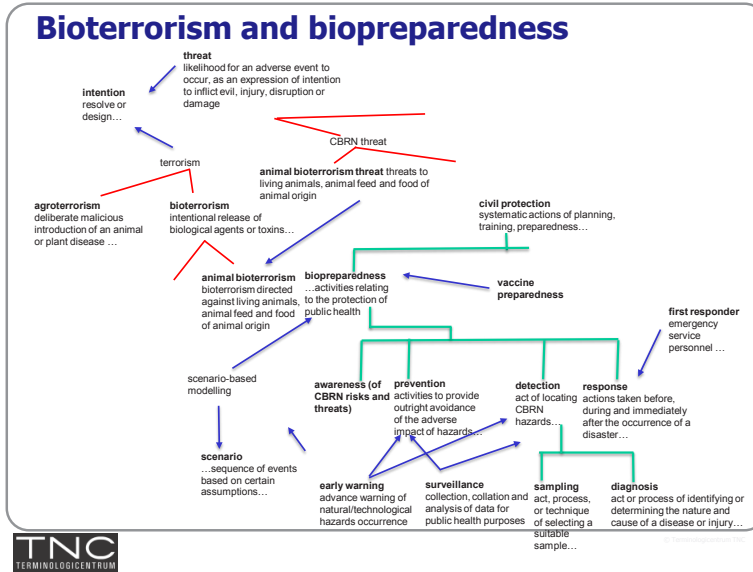 Bioterrorism and biopreparedness
threat
likelihood for an adverse event to
occur, as an expression of intention
to inflict evil, injury, disruption or
damage
intention
resolve or
design…
CBRN threat
terrorism
animal bioterrorism threat threats to
living animals, animal feed and food of
animal origin
agroterrorism
deliberate malicious
introduction of an animal
or plant disease …
bioterrorism
intentional release of
biological agents or toxins…
civil protection
systematic actions of planning,
training, preparedness…
animal bioterrorism
bioterrorism directed
against living animals,
animal feed and food
of animal origin
biopreparedness
…activities relating
to the protection of
public health
vaccine
preparedness
first responder
emergency
service
personnel …
scenario-based
modelling
awareness (of
CBRN risks and
threats)
prevention
activities to provide
outright avoidance
of the adverse
impact of hazards…
detection
act of locating
CBRN
hazards…
response
actions taken before,
during and immediately
after the occurrence of a
disaster…
scenario
…sequence of events
based on certain
assumptions…
early warning
advance warning of
natural/technological
hazards occurrence
surveillance
collection, collation and
analysis of data for
public health purposes
sampling
act, process,
or technique
of selecting a
suitable
sample…
diagnosis
act or process of identifying or
determining the nature and
cause of a disease or injury…
© Terminologicentrum TNC
TNC
TERMINOLOGICENTRUM